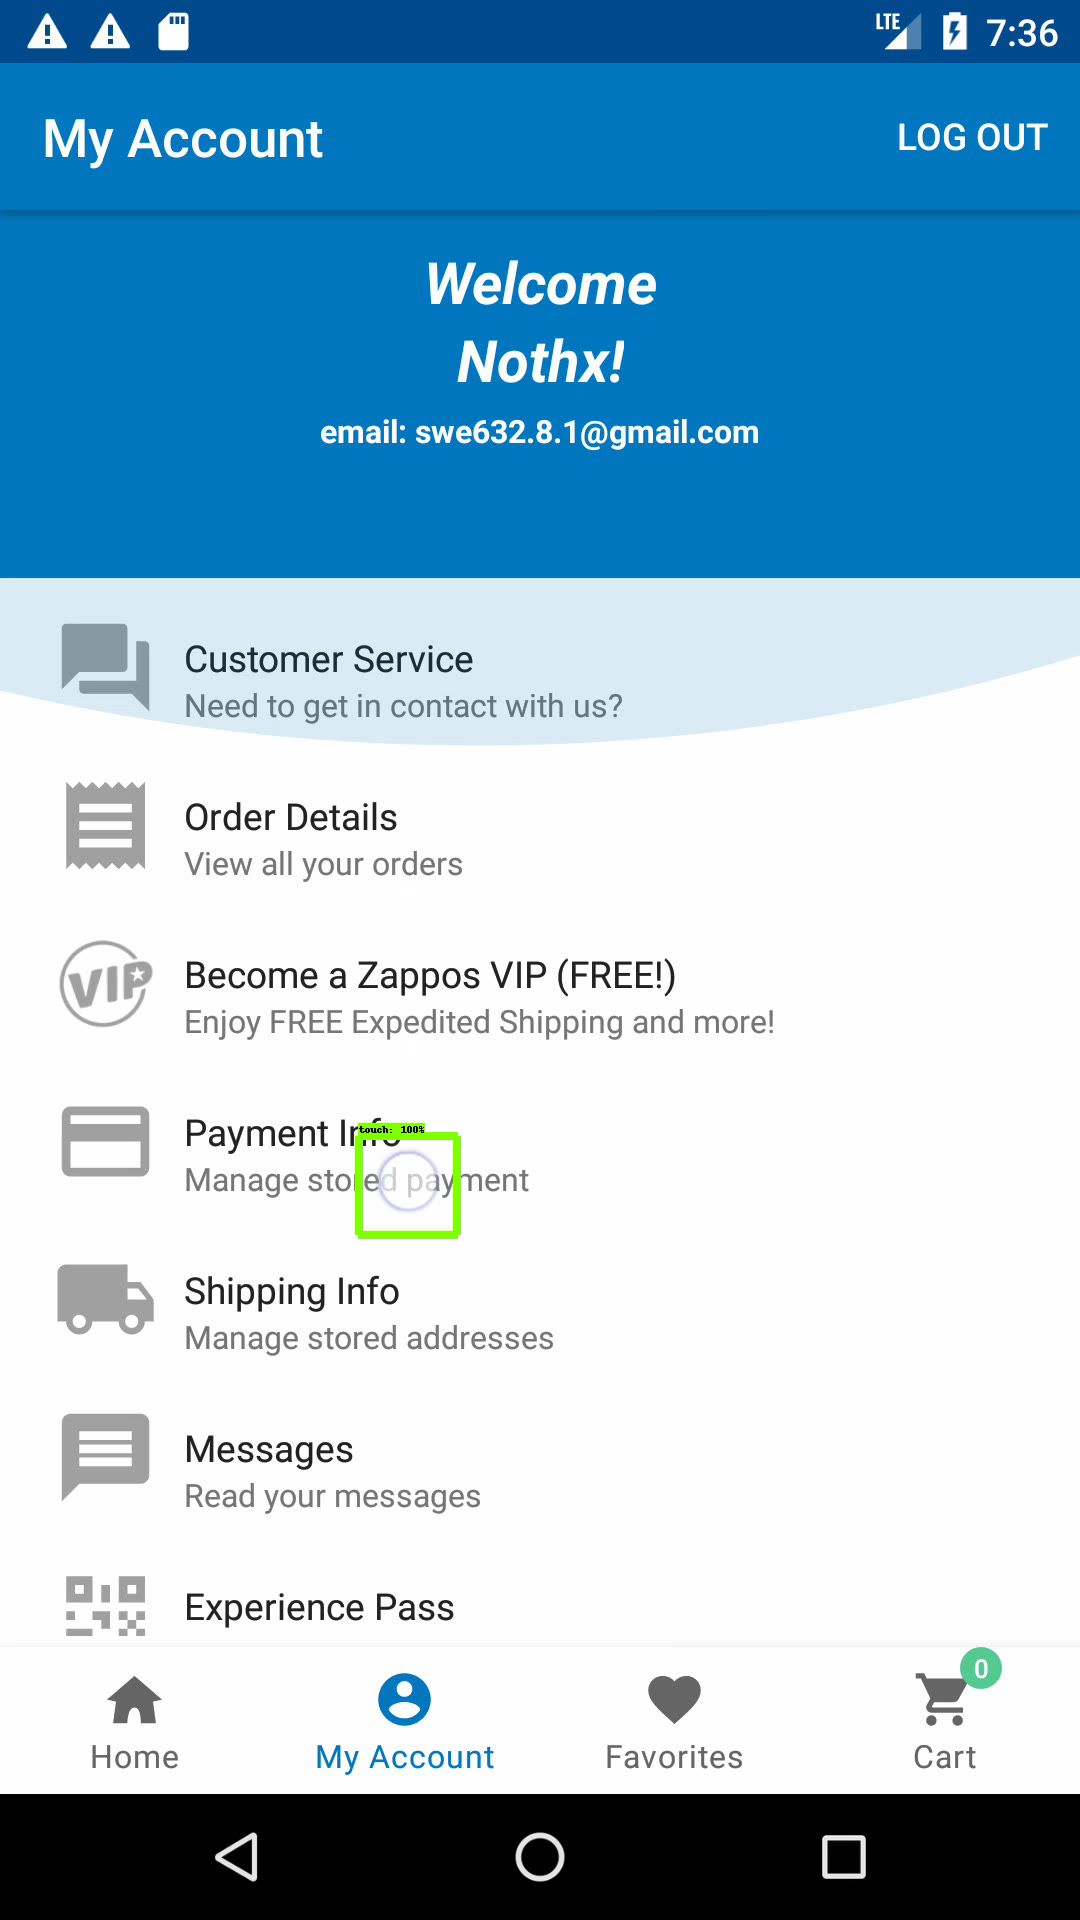 LTE 7:36
My Account LOG OUT
Welcome
Nothx!
email: swe632.8.1@gmail.com
Customer Service
Need to get in contact with us?
Order Details
View all your orders
VIP
Become a Zappos VIP (FREE!)
Enjoy FREE Expedited Shipping and more!
touch: 100%
Payment Info
Manage stored payment
Shipping Info
Manage stored addresses
Messages
Read your messages
Experience Pass
0
Home My Account Favorites Cart